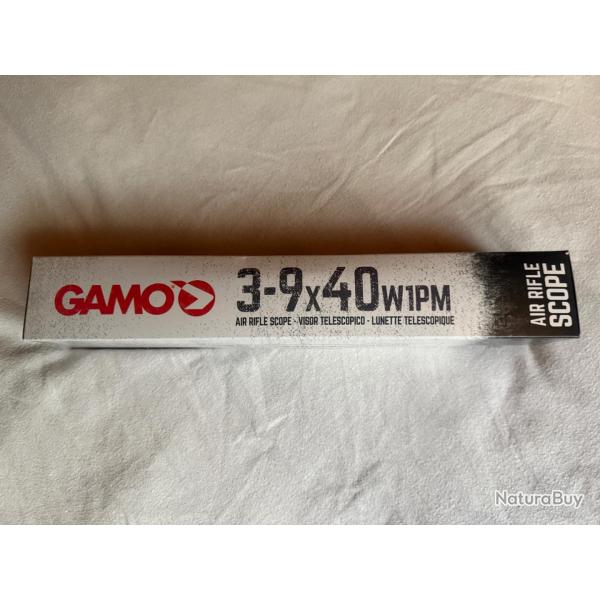 GAMO
3-9x40 W1PM
AIR RIFLE SCOPE - VISOR TELESCOPICO - LUNETTE TELESCOPIQUE
AIR RIFLE
SCOPE
NaturaBuy